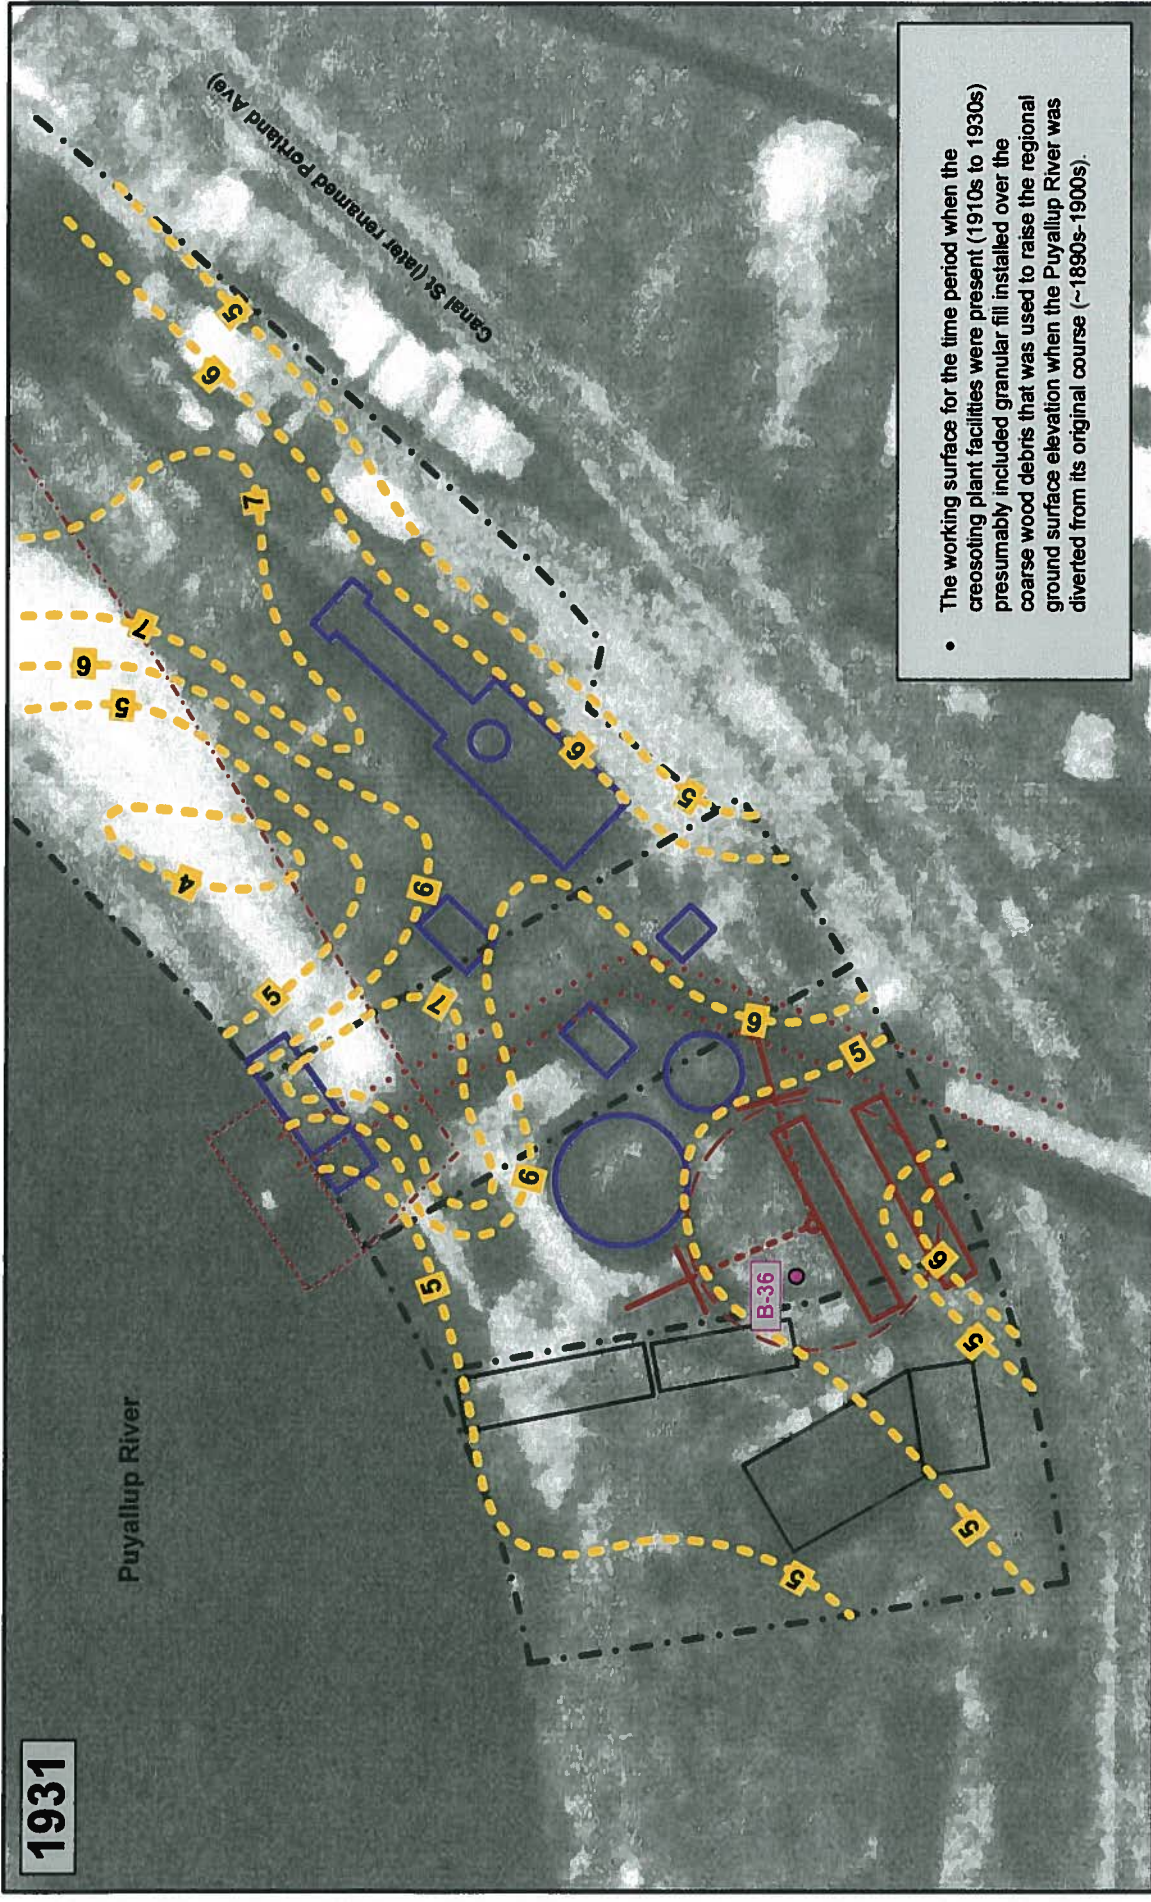 1931
Puyallup River
Canal St (later renamed Portland Ave)
B-36
5
6
7
7
6
5
4
5
6
7
6
5
6
5
6
5
5
6
5
5
5
• The working surface for the time period when the
creosoting plant facilities were present (1910s to 1930s)
presumably included granular fill installed over the
coarse wood debris that was used to raise the regional
ground surface elevation when the Puyallup River was
diverted from its original course (~1890s-1900s).